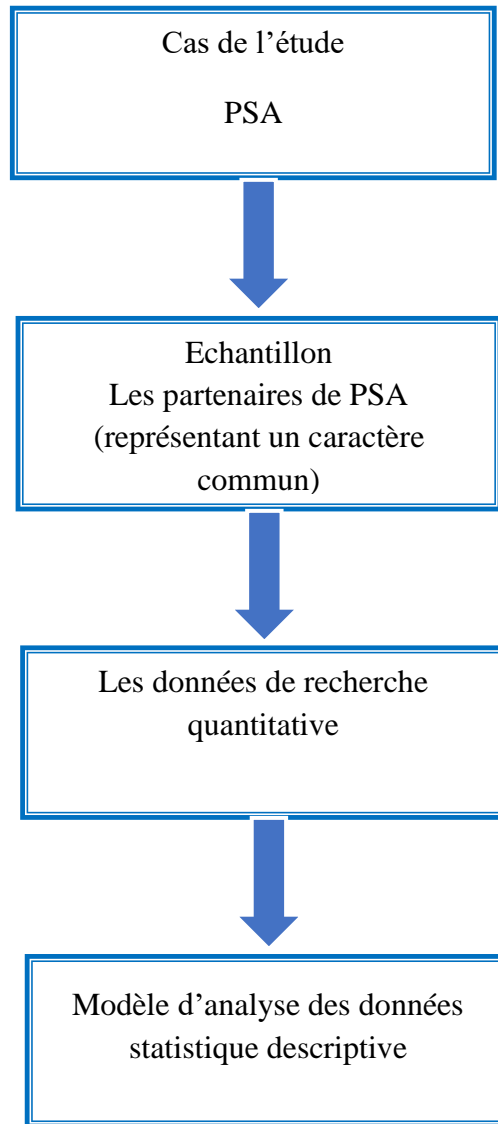 Cas de l’étude
PSA
Echantillon
Les partenaires de PSA
(représentant un caractère
commun)
Les données de recherche
quantitative
Modèle d’analyse des données
statistique descriptive